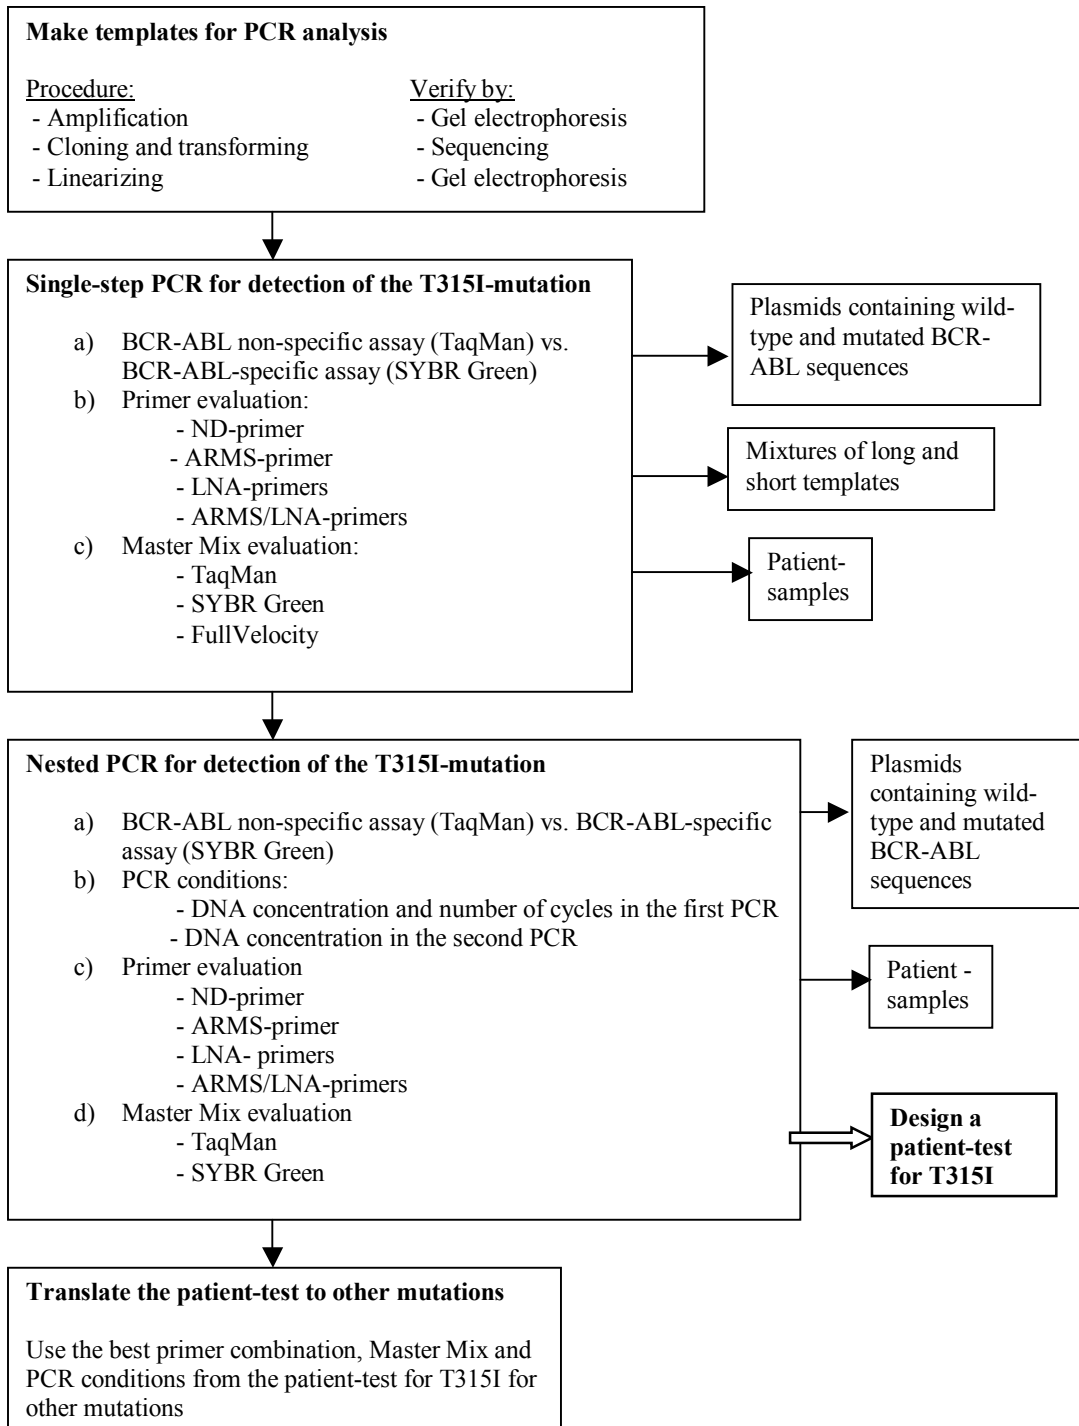 Make templates for PCR analysis
Procedure:
- Amplification
- Cloning and transforming
- Linearizing
Verify by:
- Gel electrophoresis
- Sequencing
- Gel electrophoresis
Single-step PCR for detection of the T315I-mutation
a) BCR-ABL non-specific assay (TaqMan) vs.
BCR-ABL-specific assay (SYBR Green)
b) Primer evaluation:
- ND-primer
- ARMS-primer
- LNA-primers
- ARMS/LNA-primers
c) Master Mix evaluation:
- TaqMan
- SYBR Green
- FullVelocity
Plasmids containing wild-
type and mutated BCR-
ABL sequences
Mixtures of long and
short templates
Patient-
samples
Nested PCR for detection of the T315I-mutation
a) BCR-ABL non-specific assay (TaqMan) vs. BCR-ABL-specific
assay (SYBR Green)
b) PCR conditions:
- DNA concentration and number of cycles in the first PCR
- DNA concentration in the second PCR
c) Primer evaluation
- ND-primer
- ARMS-primer
- LNA- primers
- ARMS/LNA-primers
d) Master Mix evaluation
- TaqMan
- SYBR Green
Plasmids
containing wild-
type and mutated
BCR-ABL
sequences
Patient -
samples
Design a
patient-test
for T315I
Translate the patient-test to other mutations
Use the best primer combination, Master Mix and
PCR conditions from the patient-test for T315I for
other mutations